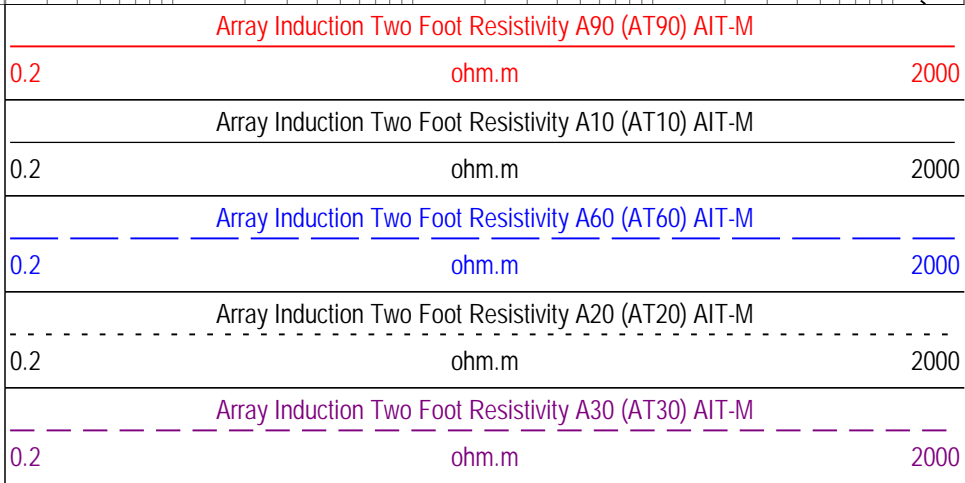 Array Induction Two Foot Resistivity A90 (AT90) AIT-M
0.2 ohm.m 2000
Array Induction Two Foot Resistivity A10 (AT10) AIT-M
0.2 ohm.m 2000
Array Induction Two Foot Resistivity A60 (AT60) AIT-M
0.2 ohm.m 2000
Array Induction Two Foot Resistivity A20 (AT20) AIT-M
0.2 ohm.m 2000
Array Induction Two Foot Resistivity A30 (AT30) AIT-M
0.2 ohm.m 2000